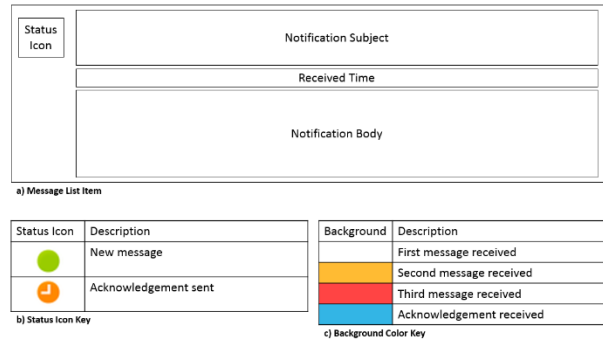 Status
Icon
Notification Subject
Received Time
Notification Body
a) Message List Item
Status Icon Description
New message
Acknowledgement sent
b) Status Icon Key
Background Description
First message received
Second message received
Third message received
Acknowledgement received
c) Background Color Key